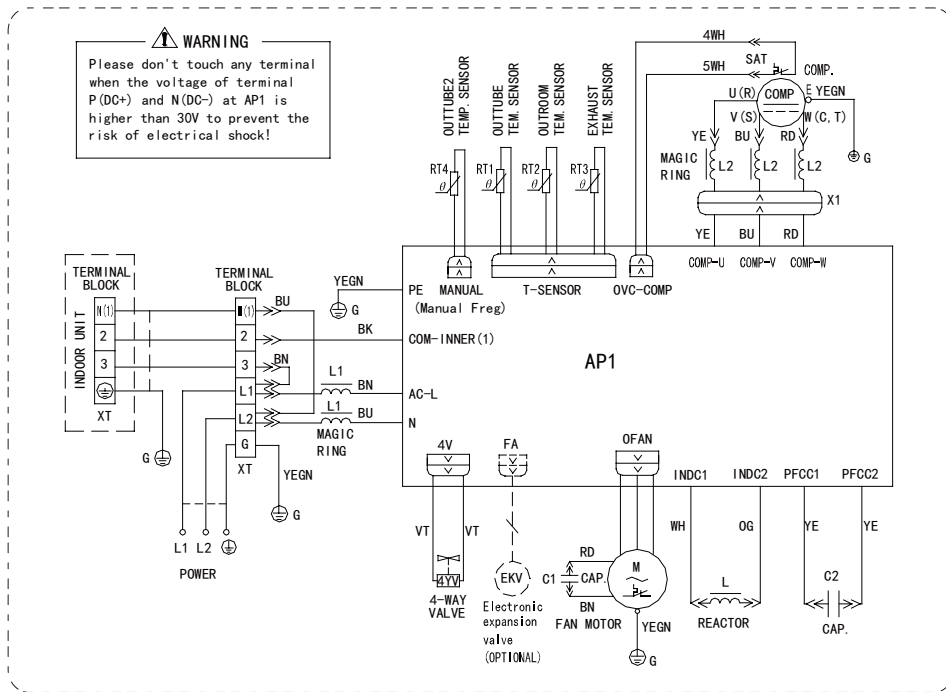 WARNING
Please don't touch any terminal
when the voltage of terminal
P(DC+) and N(DC-) at AP1 is
higher than 30V to prevent the
risk of electrical shock!
OUTTUBE2
TEMP. SENSOR
OUTTUBE
TEM. SENSOR
OUTROOM
TEM. SENSOR
EXHAUST
TEM. SENSOR
RT4
θ
RT1
θ
RT2
θ
RT3
θ
4WH
5WH
SAT
COMP.
U(R)
COMP
E
YEGN
V(S)
W(C, T)
YE
BU
RD
G
MAGIC
RING
L2
L2
L2
X1
YE
BU
RD
COMP-U
COMP-V
COMP-W
MANUAL
(Manual Freg)
T-SENSOR
OVC-COMP
YEGN
PE
G
TERMINAL
BLOCK
TERMINAL
BLOCK
INDOOR UNIT
N(1)
2
3
XT
G
(1)
2
3
L1
L2
G
XT
BU
BK
COM-INNER(1)
BN
L1
BN
AC-L
L1
BU
N
MAGIC
RING
YEGN
G
AP1
L1
L2
POWER
4V
FA
OFAN
INDC1
INDC2
PFCC1
PFCC2
VT
VT
4YV
4-WAY
VALVE
EKV
Electronic
expansion
valve
(OPTIONAL)
RD
C1
CAP.
BN
FAN MOTOR
M
YEGN
G
WH
OG
L
REACTOR
YE
YE
C2
CAP.